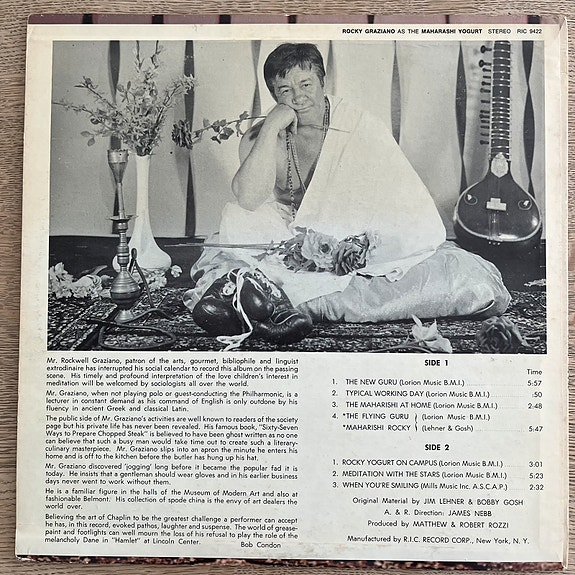 ROCKY GRAZIANO AS THE MAHARASHI YOGURT STEREO RIC 9422
Mr. Rockwell Graziano, patron of the arts, gourmet, bibliophile and linguist
extrodinaire has interrupted his social calendar to record this album on the passing
scene. His timely and profound interpretation of the love children's interest in
meditation will be welcomed by sociologists all over the world.
Mr. Graziano, when not playing polo or guest-conducting the Philharmonic, is a
lecturer in constant demand as his command of English is only outdone by his
fluency in ancient Greek and classical Latin.
The public side of Mr. Graziano's activities are well known to readers of the society
page but his private life has never been revealed. His famous book, "Sixty-Seven
Ways to Prepare Chopped Steak" is believed to have been ghost written as no one
can believe that such a busy man would take time out to create such a literary-
culinary masterpiece. Mr. Graziano slips into an apron the minute he enters his
home and is off to the kitchen before the butler has hung up his hat.
Mr. Graziano discovered 'jogging' long before it became the popular fad it is
today. He insists that a gentleman should wear gloves and in his earlier business
days never went to work without them.
He is a familiar figure in the halls of the Museum of Modern Art and also at
fashionable Belmont. His collection of spode china is the envy of art dealers the
world over.
Believing the art of Chaplin to be the greatest challenge a performer can accept
he has, in this record, evoked pathos, laughter and suspense. The world of grease-
paint and footlights can well mourn the loss of his refusal to play the role of the
melancholy Dane in "Hamlet" at Lincoln Center.
Bob Condon
SIDE 1
Time
1. THE NEW GURU (Lorion Music B.M.I.) 5:57
2. TYPICAL WORKING DAY (Lorion Music B.M.I.) :50
3. THE MAHARISHI AT HOME (Lorion Music B.M.I.) 2:48
4. *THE FLYING GURU (Lorion Music B.M.I.)
*MAHARISHI ROCKY (Lehner & Gosh) 5:47
SIDE 2
1. ROCKY YOGURT ON CAMPUS (Lorion Music B.M.I.) 3:01
2. MEDITATION WITH THE STARS (Lorion Music B.M.I.) 5:23
3. WHEN YOU'RE SMILING (Mills Music Inc. A.S.C.A.P.) 2:32
Original Material by JIM LEHNER & BOBBY GOSH
A. & R. Direction: JAMES NEBB
Produced by MATTHEW & ROBERT ROZZI
Manufactured by R.I.C. RECORD CORP., New York, N. Y.